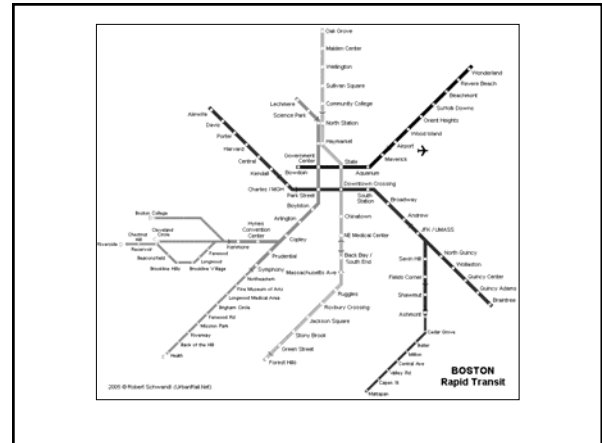 Oak Grove
Malden Center
Wellington
Sullivan Square
Community College
North Station
Haymarket
Lechmere
Science Park
Wonderland
Revere Beach
Beachmont
Suffolk Downs
Orient Heights
Wood Island
Airport
Maverick
Aquarium
State
Government
Center
Bowdoin
Alewife
Davis
Porter
Harvard
Central
Kendall
Charles / MGH
Park Street
Downtown Crossing
South
Station
Broadway
Andrew
JFK / UMASS
North Quincy
Wollaston
Quincy Center
Quincy Adams
Braintree
Savin Hill
Fields Corner
Shawmut
Ashmont
Cedar Grove
Butler
Milton
Central Ave
Valley Rd
Capen St
Mattapan
Boylston
Arlington
Copley
Hynes
Convention
Center
Kenmore
Boston College
Cleveland
Circle
Chestnut
Hill
Riverside
Reservoir
Beaconsfield
Brookline Hills
Brookline Village
Longwood
Fenwood
Prudential
Symphony
Northeastern
Fine Museum of Arts
Longwood Medical Area
Brigham Circle
Fenwood Rd
Mission Park
Riverway
Back of the Hill
Heath
Chinatown
NE Medical Center
Back Bay /
South End
Massachusetts Ave
Ruggles
Roxbury Crossing
Jackson Square
Stony Brook
Green Street
Forest Hills
2005 © Robert Schwandl (UrbanRail.Net)
BOSTON
Rapid Transit